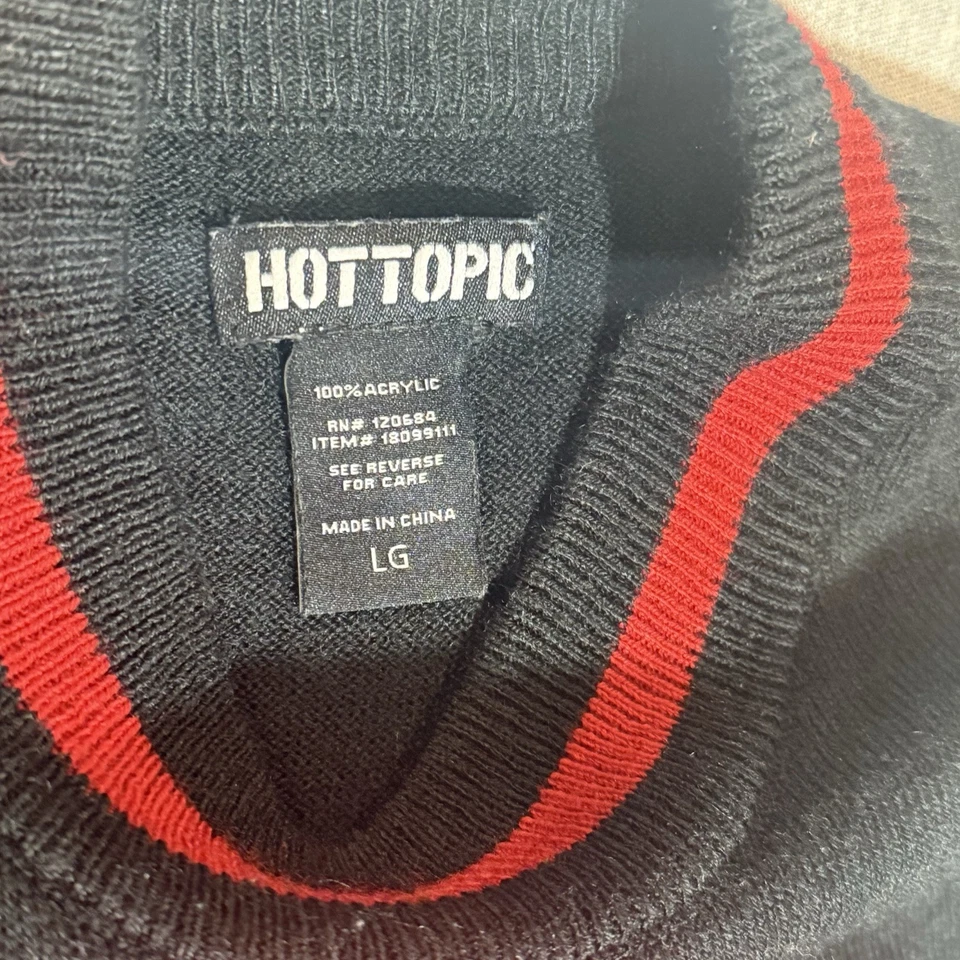 HOTTOPIC
100%ACRYLIC
RN# 120684
ITEM# 18099111
SEE REVERSE
FOR CARE
MADE IN CHINA
LG